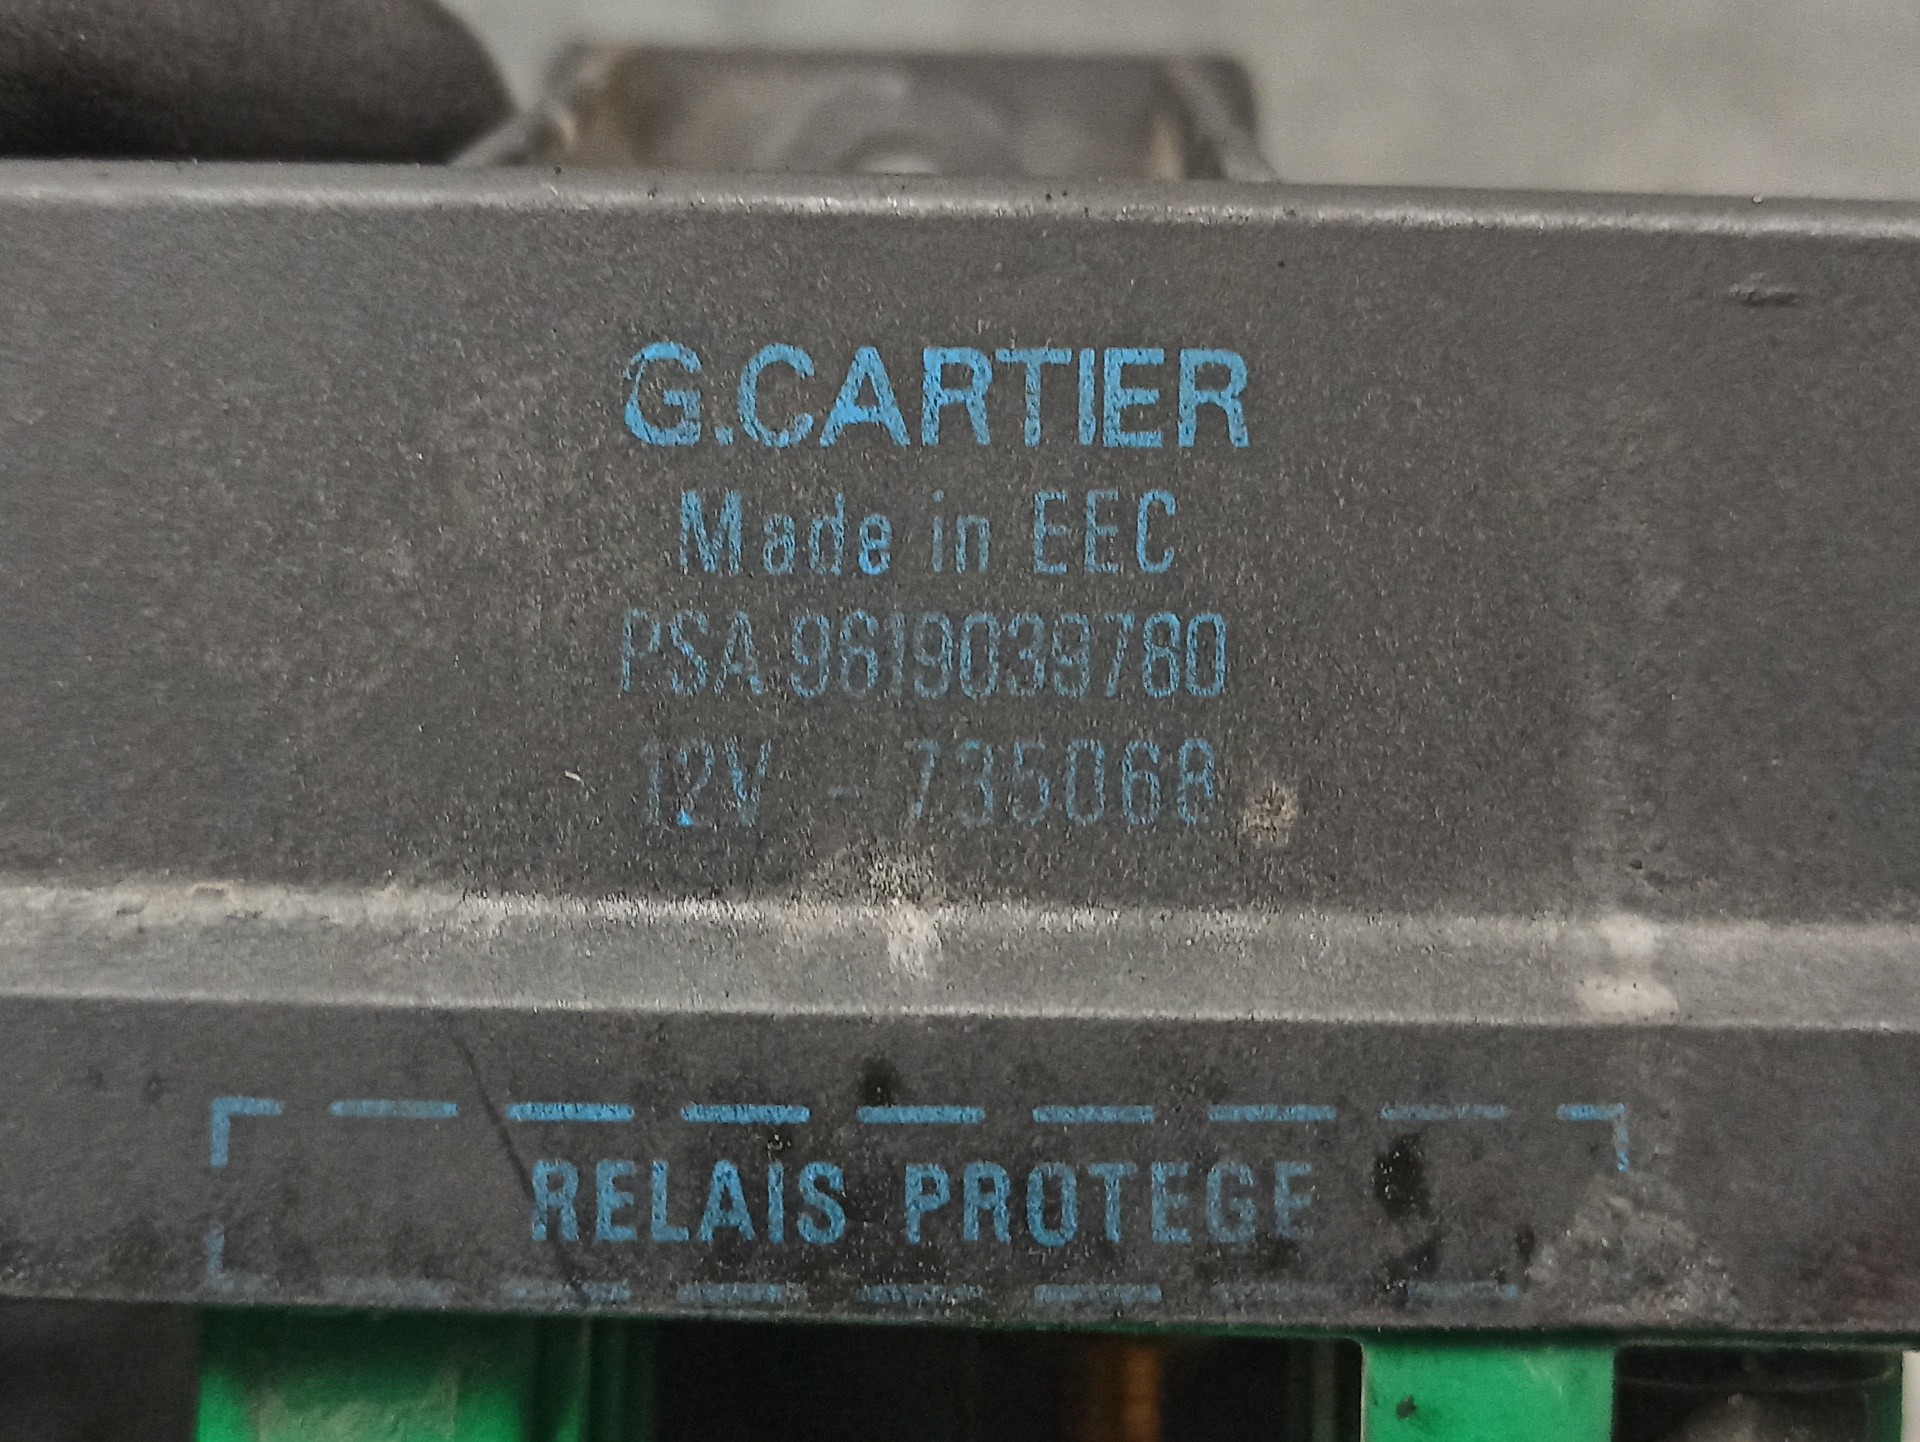 G.CARTIER
Made in EEC
PSA 9619039780
12V - 735068
RELAIS PROTEGE